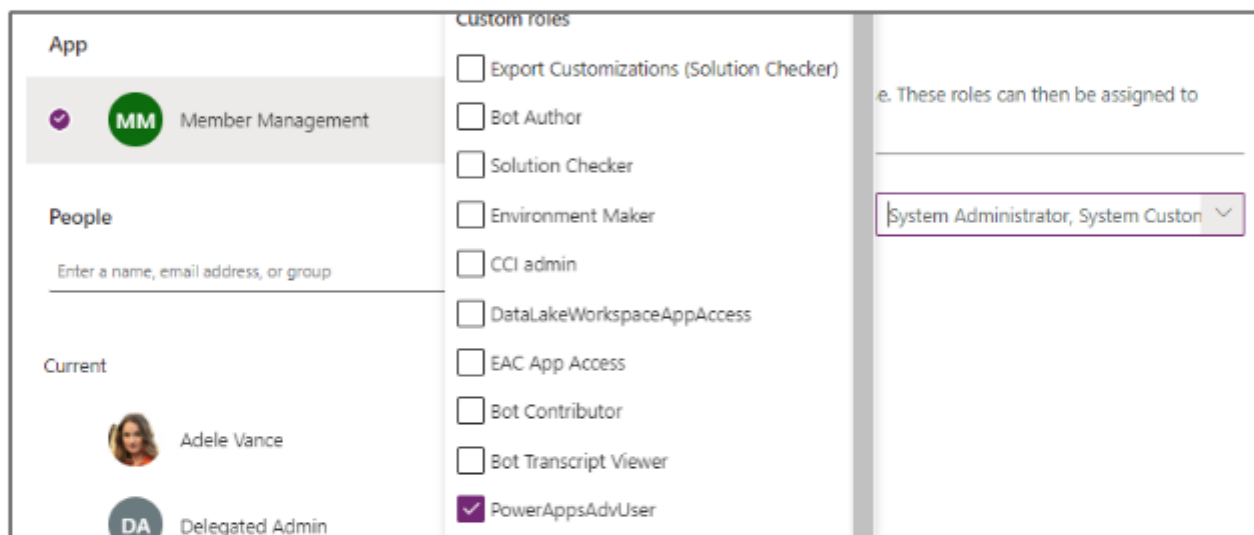 App
MM
Member Management
People
Enter a name, email address, or group
Current
Adele Vance
DA
Delegated Admin
Custom roles
Export Customizations (Solution Checker)
Bot Author
Solution Checker
Environment Maker
CCI admin
DataLakeWorkspaceAppAccess
EAC App Access
Bot Contributor
Bot Transcript Viewer
PowerAppsAdvUser
e. These roles can then be assigned to
System Administrator, System Custon